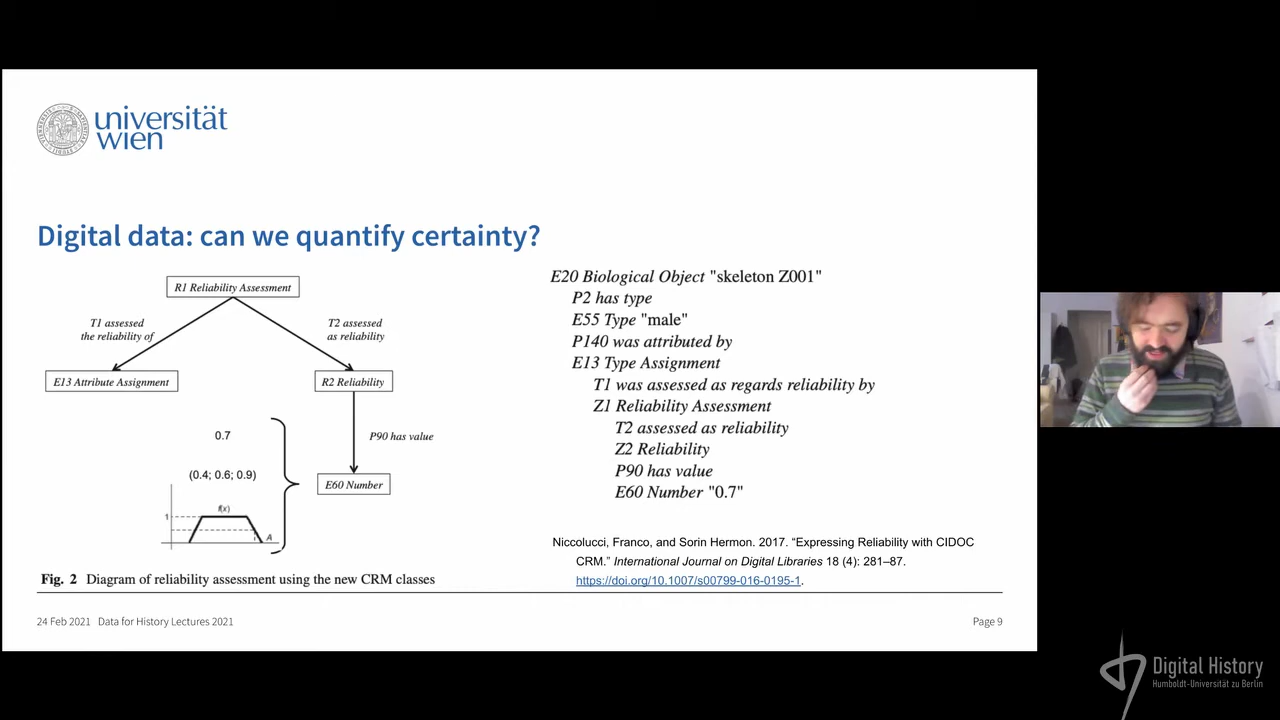 universität
wien
Digital data: can we quantify certainty?
R1 Reliability Assessment
T1 assessed
the reliability of
T2 assessed
as reliability
E13 Attribute Assignment
R2 Reliability
0.7
P90 has value
(0.4; 0.6; 0.9)
E60 Number
f(x)
1
A
Fig. 2 Diagram of reliability assessment using the new CRM classes
E20 Biological Object "skeleton Z001"
P2 has type
E55 Type "male"
P140 was attributed by
E13 Type Assignment
T1 was assessed as regards reliability by
Z1 Reliability Assessment
T2 assessed as reliability
Z2 Reliability
P90 has value
E60 Number "0.7"
Niccolucci, Franco, and Sorin Hermon. 2017. “Expressing Reliability with CIDOC
CRM.” International Journal on Digital Libraries 18 (4): 281–87.
https://doi.org/10.1007/s00799-016-0195-1.
24 Feb 2021 Data for History Lectures 2021
Page 9
Digital History
Humboldt-Universität zu Berlin